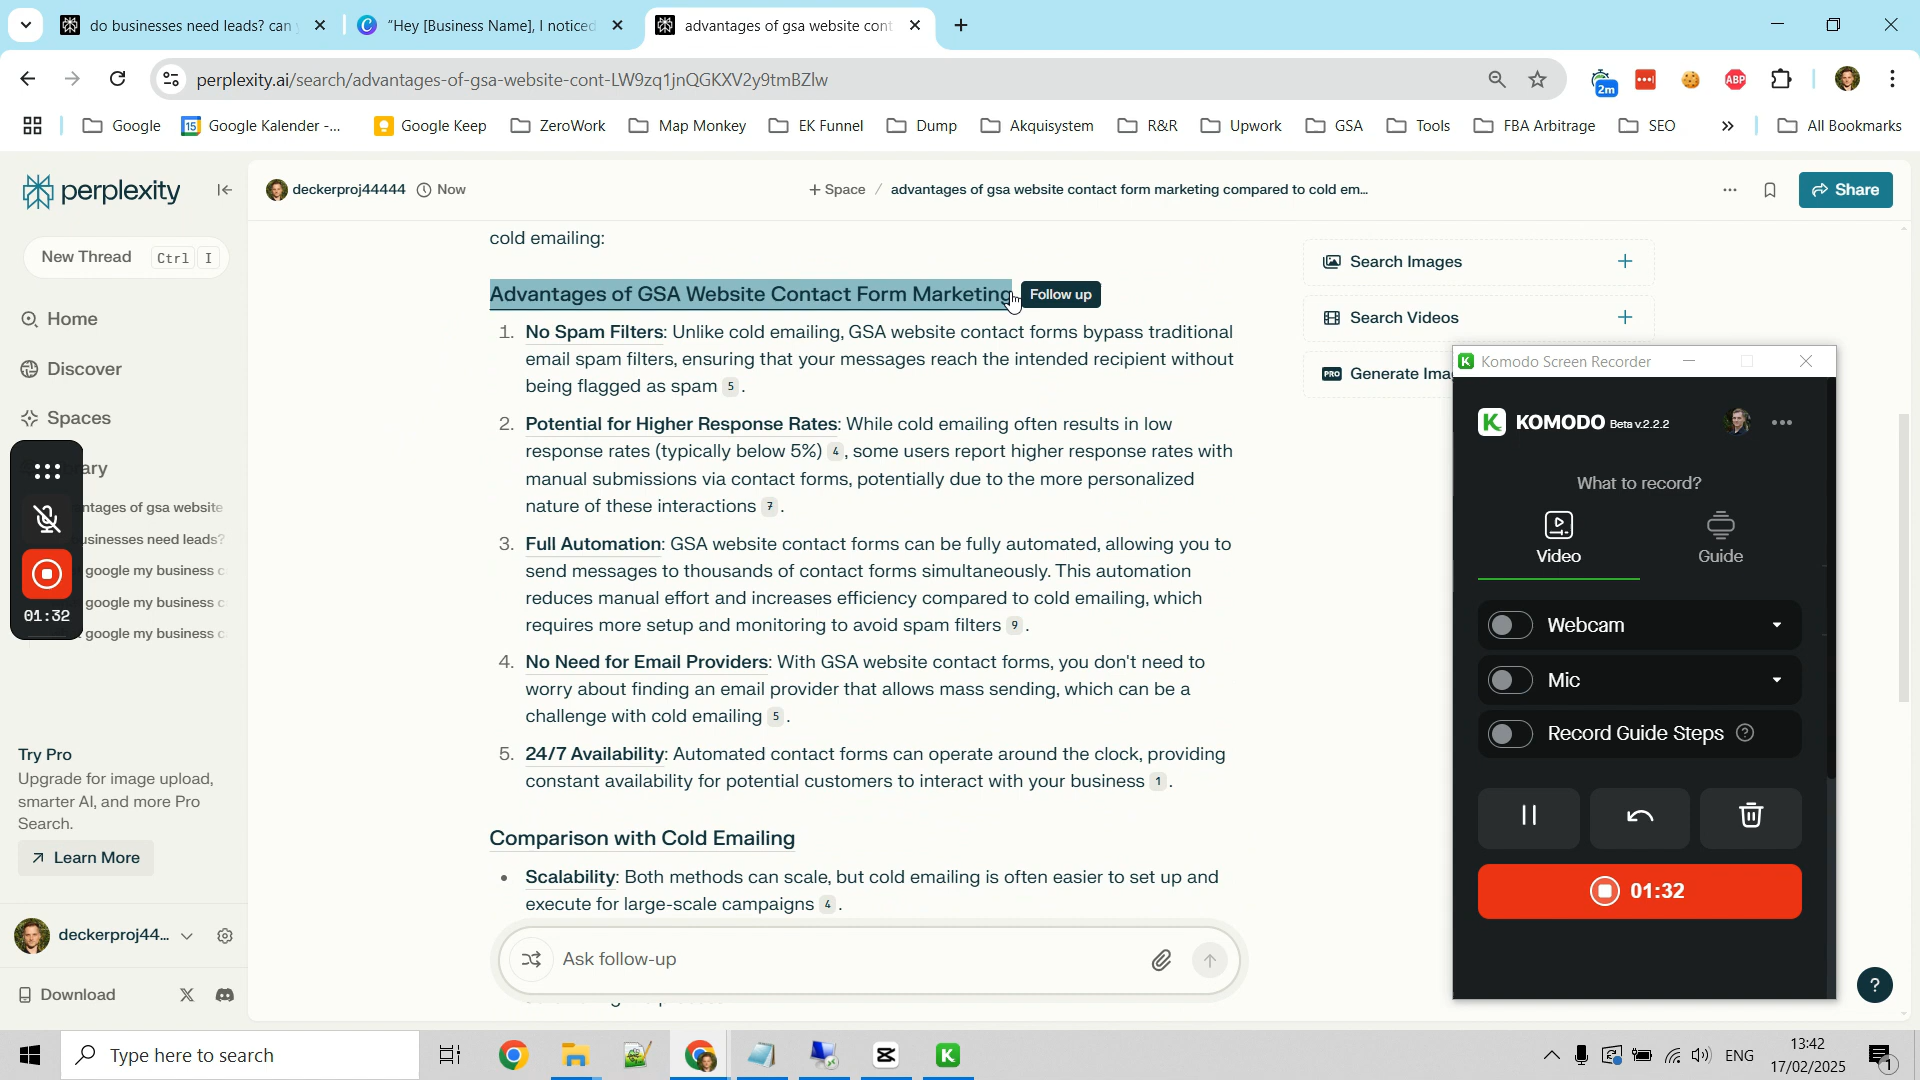 do businesses need leads? can
"Hey [Business Name], I noticed
advantages of gsa website cont
perplexity.ai/search/advantages-of-gsa-website-cont-LW9zq1jnQGKXV2y9tmBZlw
2m
ABP
Google
15
Google Kalender -...
Google Keep
ZeroWork
Map Monkey
EK Funnel
Dump
Akquisystem
R&R
Upwork
GSA
Tools
FBA Arbitrage
SEO
All Bookmarks
perplexity
deckerproj44444
Now
Space / advantages of gsa website contact form marketing compared to cold em...
Share
New Thread
Ctrl I
Home
Discover
Spaces
rary
ntages of gsa website
usinesses need leads?
google my business c
google my business c
google my business c
01:32
Try Pro
Upgrade for image upload,
smarter AI, and more Pro
Search.
Learn More
deckerproj44...
Download
cold emailing:
Advantages of GSA Website Contact Form Marketing
Follow up
1. No Spam Filters: Unlike cold emailing, GSA website contact forms bypass traditional
email spam filters, ensuring that your messages reach the intended recipient without
being flagged as spam 5 .
2. Potential for Higher Response Rates: While cold emailing often results in low
response rates (typically below 5%) 4 , some users report higher response rates with
manual submissions via contact forms, potentially due to the more personalized
nature of these interactions 7 .
3. Full Automation: GSA website contact forms can be fully automated, allowing you to
send messages to thousands of contact forms simultaneously. This automation
reduces manual effort and increases efficiency compared to cold emailing, which
requires more setup and monitoring to avoid spam filters 9 .
4. No Need for Email Providers: With GSA website contact forms, you don't need to
worry about finding an email provider that allows mass sending, which can be a
challenge with cold emailing 5 .
5. 24/7 Availability: Automated contact forms can operate around the clock, providing
constant availability for potential customers to interact with your business 1 .
Comparison with Cold Emailing
• Scalability: Both methods can scale, but cold emailing is often easier to set up and
execute for large-scale campaigns 4 .
Ask follow-up
Search Images
Search Videos
PRO Generate Ima
Komodo Screen Recorder
KOMODO Beta v.2.2.2
What to record?
Video
Guide
Webcam
Mic
Record Guide Steps
01:32
?
Type here to search
ENG
13:42
17/02/2025
1